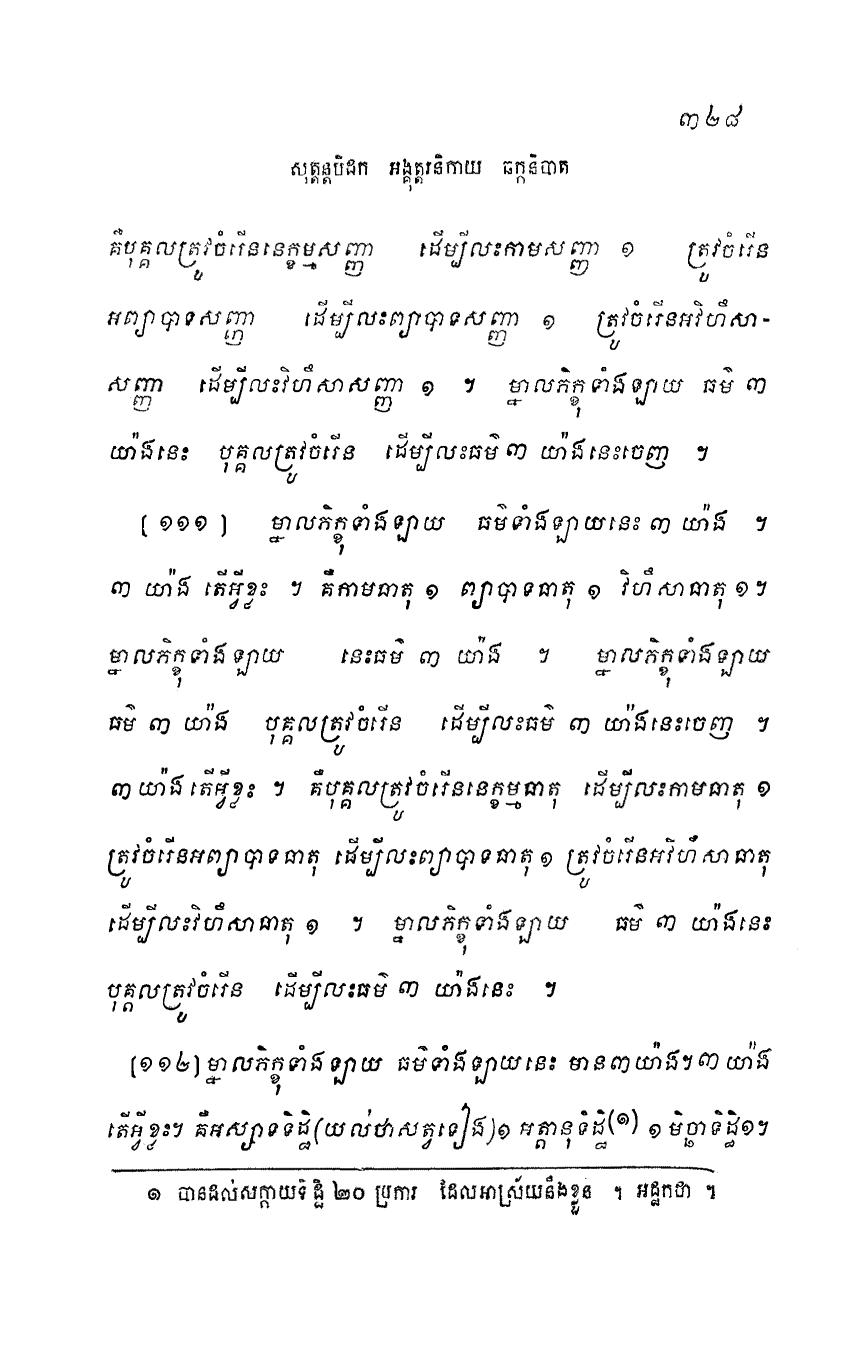 ៣២៨
សុត្តន្តបិដក អង្គុត្តរនិកាយ ឆក្កនិបាត
គឺបុគ្គលត្រូវចំរើននេក្ខម្មសញ្ញា ដើម្បីលះកាមសញ្ញា ១ ត្រូវចំរើន
អព្យាបាទសញ្ញា ដើម្បីលះព្យាបាទសញ្ញា ១ ត្រូវចំរើនអវិហឹសា-
សញ្ញា ដើម្បីលះវិហឹសាសញ្ញា ១ ។ ម្នាលភិក្ខុទាំងឡាយ ធម៌ ៣
យ៉ាងនេះ បុគ្គលត្រូវចំរើន ដើម្បីលះធម៌ ៣ យ៉ាងនេះចេញ ។
[ ១១១ ] ម្នាលភិក្ខុទាំងឡាយ ធម៌ទាំងឡាយនេះ ៣ យ៉ាង ។
៣ យ៉ាង តើអ្វីខ្លះ ។ គឺកាមធាតុ ១ ព្យាបាទធាតុ ១ វិហឹសាធាតុ ១។
ម្នាលភិក្ខុទាំងឡាយ នេះធម៌ ៣ យ៉ាង ។ ម្នាលភិក្ខុទាំងឡាយ
ធម៌ ៣ យ៉ាង បុគ្គលត្រូវចំរើន ដើម្បីលះធម៌ ៣ យ៉ាងនេះចេញ ។
៣ យ៉ាង តើអ្វីខ្លះ ។ គឺបុគ្គលត្រូវចំរើននេក្ខម្មធាតុ ដើម្បីលះកាមធាតុ ១
ត្រូវចំរើនអព្យាបាទធាតុ ដើម្បីលះព្យាបាទធាតុ ១ ត្រូវចំរើនអវិហឹសាធាតុ
ដើម្បីលះវិហឹសាធាតុ ១ ។ ម្នាលភិក្ខុទាំងឡាយ ធម៌ ៣ យ៉ាងនេះ
បុគ្គលត្រូវចំរើន ដើម្បីលះធម៌ ៣ យ៉ាងនេះ ។
[១១២] ម្នាលភិក្ខុទាំងឡាយ ធម៌ទាំងឡាយនេះ មាន៣យ៉ាង។ ៣ យ៉ាង
តើអ្វីខ្លះ។ គឺអស្សាទទិដ្ឋិ(យល់ថាសត្វទៀង)១ អត្តានុទិដ្ឋិ(១) ១ មិច្ឆាទិដ្ឋិ១។
១ បានដល់សក្កាយទិដ្ឋិ ២០ ប្រការ ដែលអាស្រ័យនឹងខ្លួន ។ អដ្ឋកថា ។